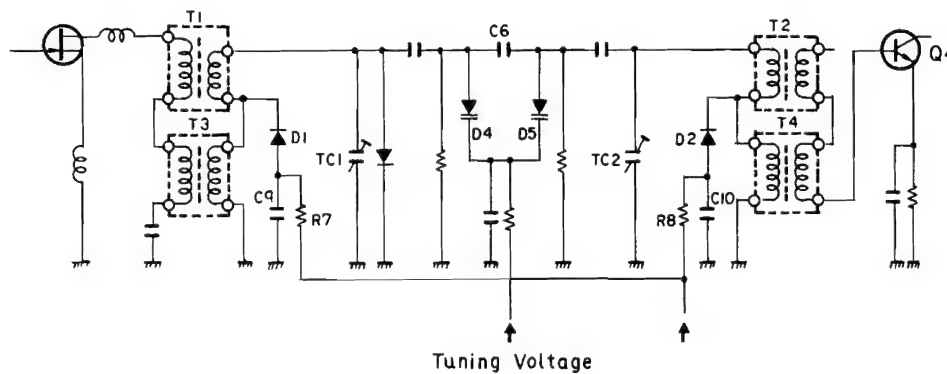 T1
C6
T2
Q4
T3
D1
TC1
D4
D5
TC2
D2
T4
C9
R7
R8
C10
Tuning Voltage